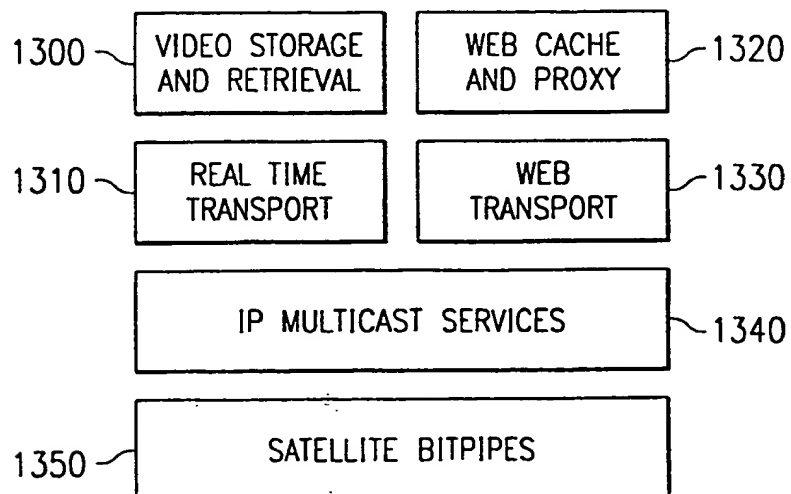 1300
VIDEO STORAGE
AND RETRIEVAL
WEB CACHE
AND PROXY
1320
1310
REAL TIME
TRANSPORT
WEB
TRANSPORT
1330
IP MULTICAST SERVICES
1340
1350
SATELLITE BITPIPES